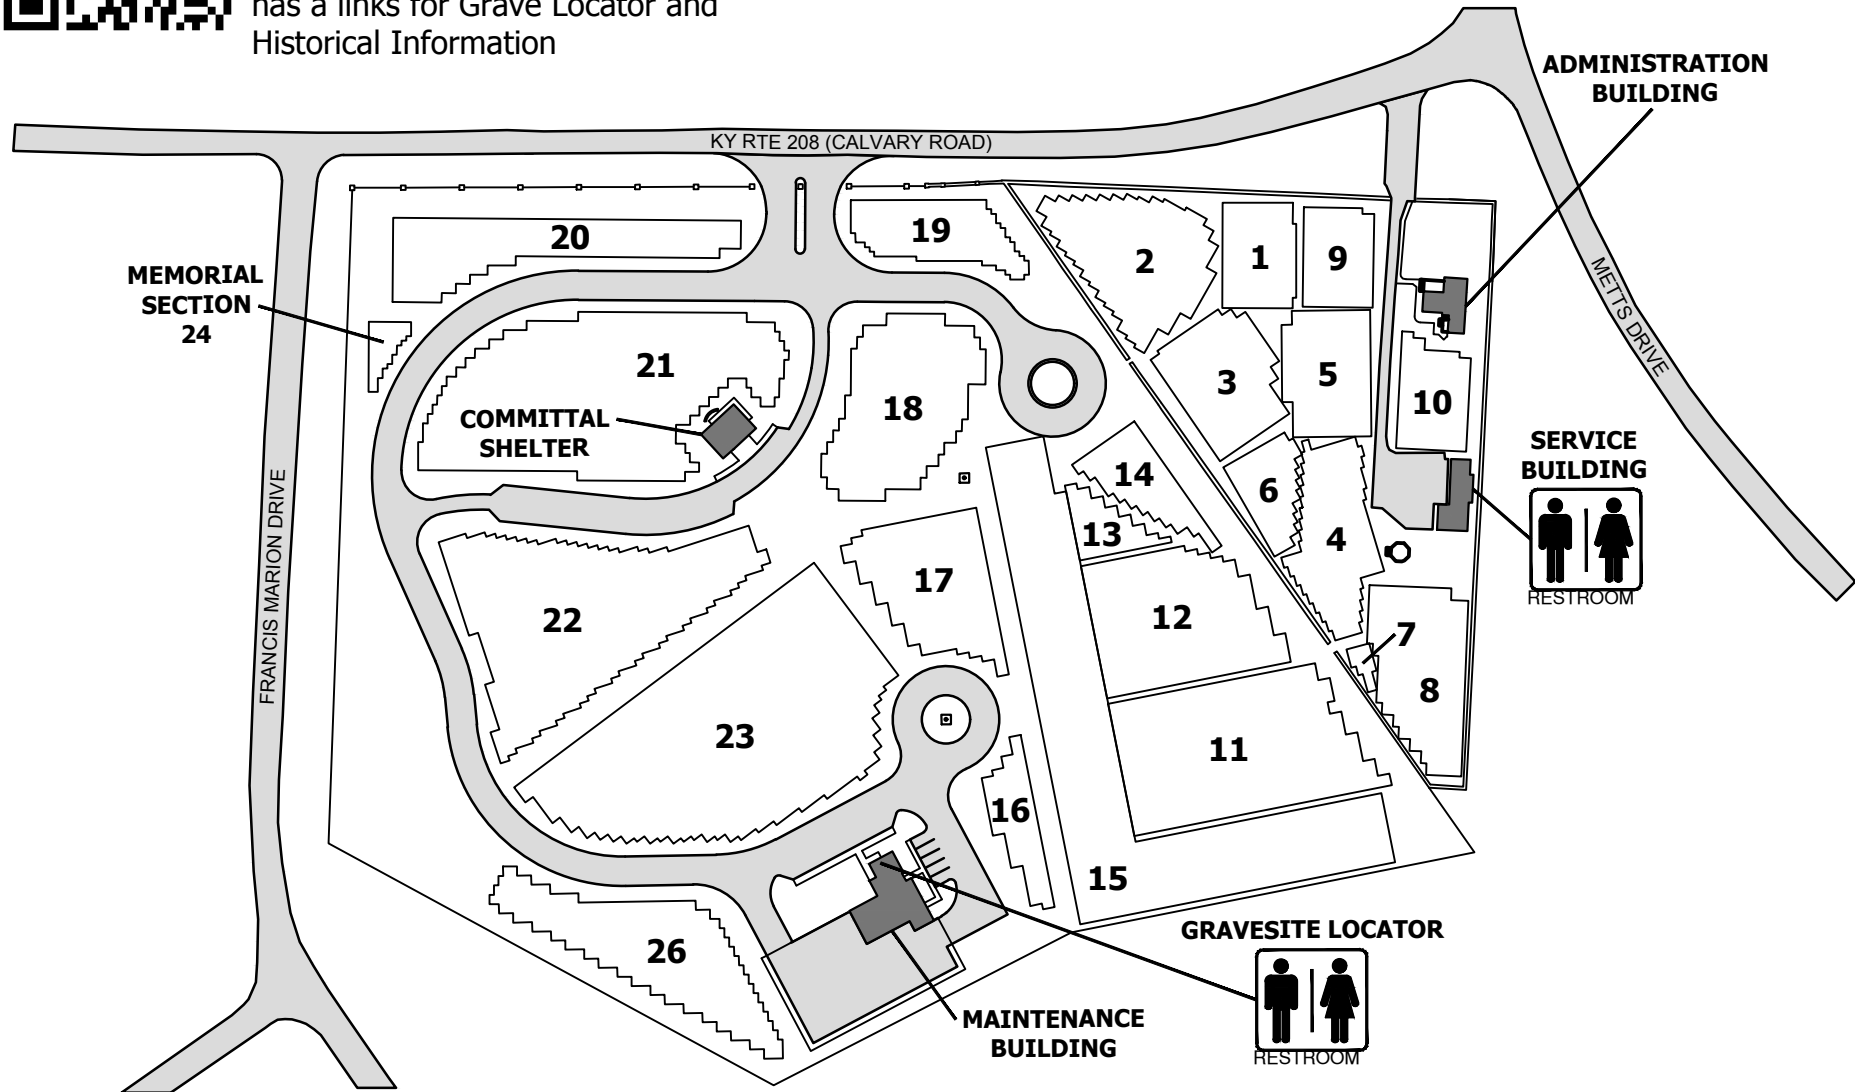 has a links for Grave Locator and
Historical Information
ADMINISTRATION
BUILDING
KY RTE 208 (CALVARY ROAD)
METTS DRIVE
FRANCIS MARION DRIVE
MEMORIAL
SECTION
24
20
19
2
1
9
21
COMMITTAL
SHELTER
18
3
5
10
SERVICE
BUILDING
RESTROOM
14
6
13
4
17
12
22
7
8
23
11
16
15
26
GRAVESITE LOCATOR
RESTROOM
MAINTENANCE
BUILDING